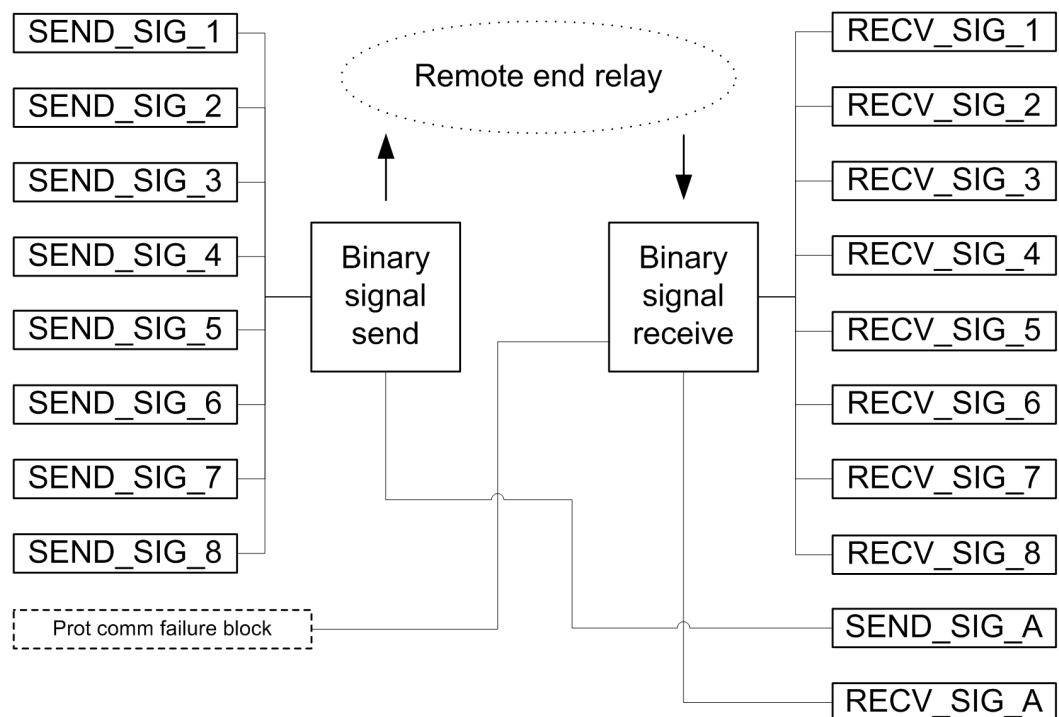 SEND_SIG_1
SEND_SIG_2
SEND_SIG_3
SEND_SIG_4
SEND_SIG_5
SEND_SIG_6
SEND_SIG_7
SEND_SIG_8
Prot comm failure block
Remote end relay
Binary
signal
send
Binary
signal
receive
RECV_SIG_1
RECV_SIG_2
RECV_SIG_3
RECV_SIG_4
RECV_SIG_5
RECV_SIG_6
RECV_SIG_7
RECV_SIG_8
SEND_SIG_A
RECV_SIG_A